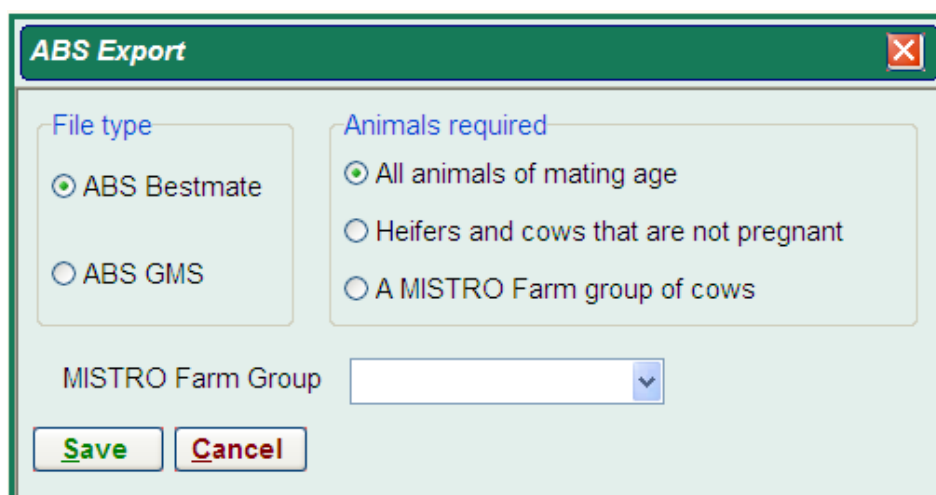 ABS Export
File type
ABS Bestmate
ABS GMS
Animals required
All animals of mating age
Heifers and cows that are not pregnant
A MISTRO Farm group of cows
MISTRO Farm Group
Save Cancel